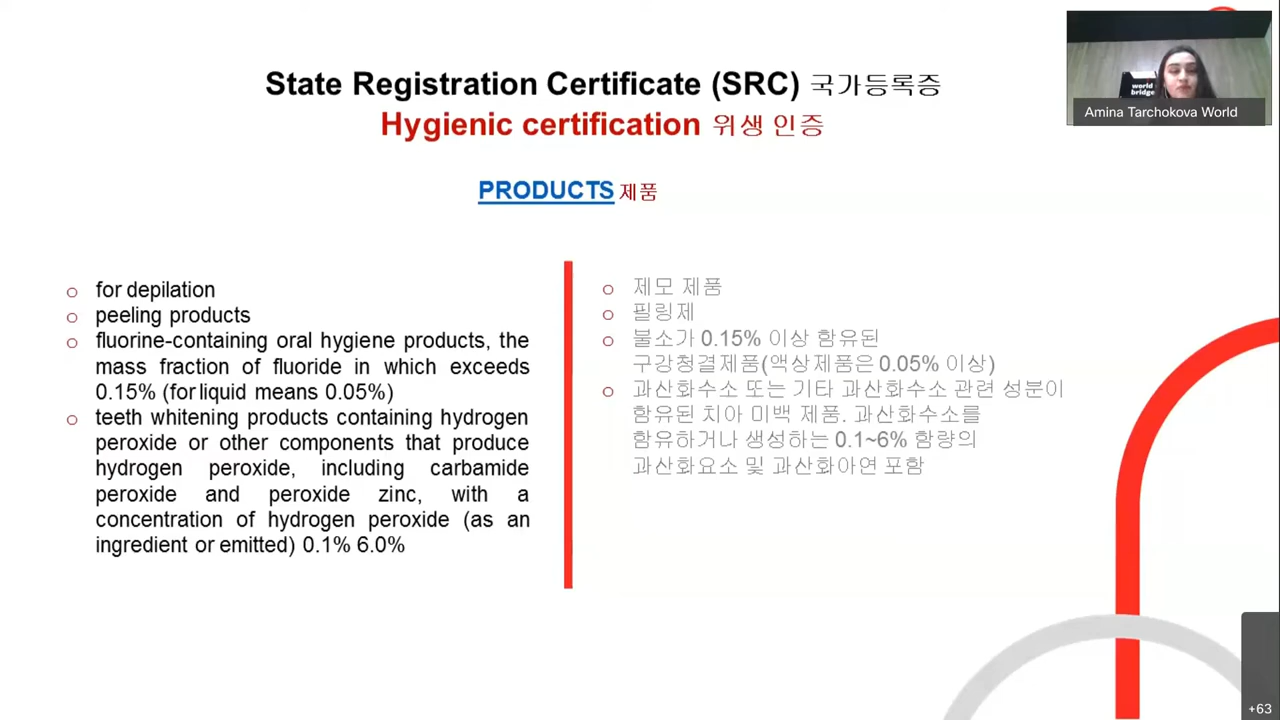 State Registration Certificate (SRC) 국가등록증
Hygienic certification 위생 인증
world
bridge
Amina Tarchokova World
PRODUCTS 제품
o for depilation
o peeling products
o fluorine-containing oral hygiene products, the
mass fraction of fluoride in which exceeds
0.15% (for liquid means 0.05%)
o teeth whitening products containing hydrogen
peroxide or other components that produce
hydrogen peroxide, including carbamide
peroxide and peroxide zinc, with a
concentration of hydrogen peroxide (as an
ingredient or emitted) 0.1% 6.0%
o 제모 제품
o 필링제
o 불소가 0.15% 이상 함유된
구강청결제품(액상제품은 0.05% 이상)
o 과산화수소 또는 기타 과산화수소 관련 성분이
함유된 치아 미백 제품. 과산화수소를
함유하거나 생성하는 0.1~6% 함량의
과산화요소 및 과산화아연 포함
+63